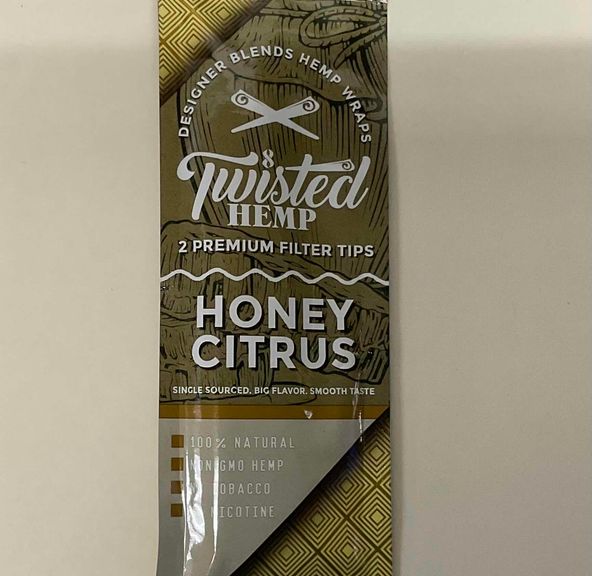 DESIGNER BLENDS HEMP WRAPS
Twisted
HEMP
2 PREMIUM FILTER TIPS
HONEY
CITRUS
SINGLE SOURCED. BIG FLAVOR. SMOOTH TASTE
100% NATURAL
NON GMO HEMP
TOBACCO
NICOTINE